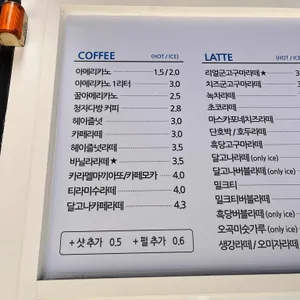 COFFEE (HOT / ICE)
아메리카노 1,5 / 2.0
아메리카노 1리터 3.0
꿀아메리카노 2.5
청자다방 커피 2.8
헤이즐넛 3.0
카페라떼 3.0
헤이즐넛라떼 3.5
바닐라라떼★ 3.5
카라멜마끼아또/카페모카 4.0
티라미수라떼 4.0
달고나카페라떼 4,3
+ 샷 추가 0,5 + 펄 추가 0,6
LATTE (HOT / ICE)
리얼군고구마라떼★ 3
치즈군고구마라떼
녹차라떼
초코라떼
마스카포네치즈라떼
단호박 / 호두라떼
흑당고구마라떼
달고나라떼 (only ice)
달고나버블라떼 (only ice)
밀크티
밀크티버블라떼
흑당버블라떼 (only ice)
오곡미숫가루 (only ice)
생강라떼 / 오미자라떼